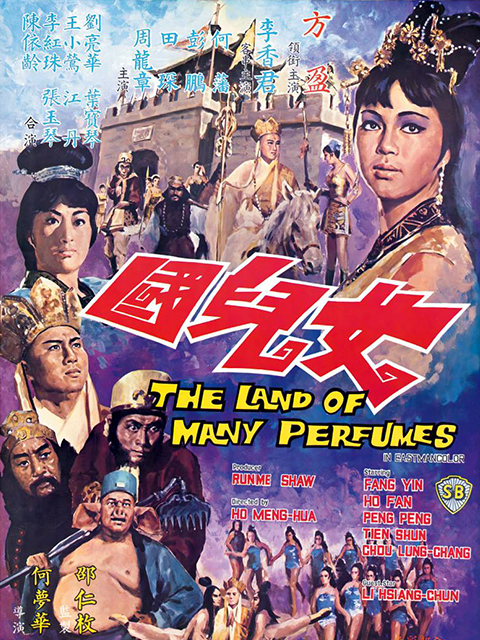 方盈
領銜主演
李香君
客串主演
何藩
彭鵬
田琛
周龍章
主演
劉亮華
王小鶯
李紅珠
陳依齡
葉寶琴
江丹
張玉琴
合演
女兒國
THE LAND OF
MANY PERFUMES
IN EASTMANCOLOR
Producer
RUNME SHAW
Directed by
HO MENG-HUA
Starring
FANG YIN
HO FAN
PENG PENG
TIEN SHUN
CHOU LUNG-CHANG
Guest Star
LI HSIANG-CHUN
SB
邵仁枚
監製
何夢華
導演